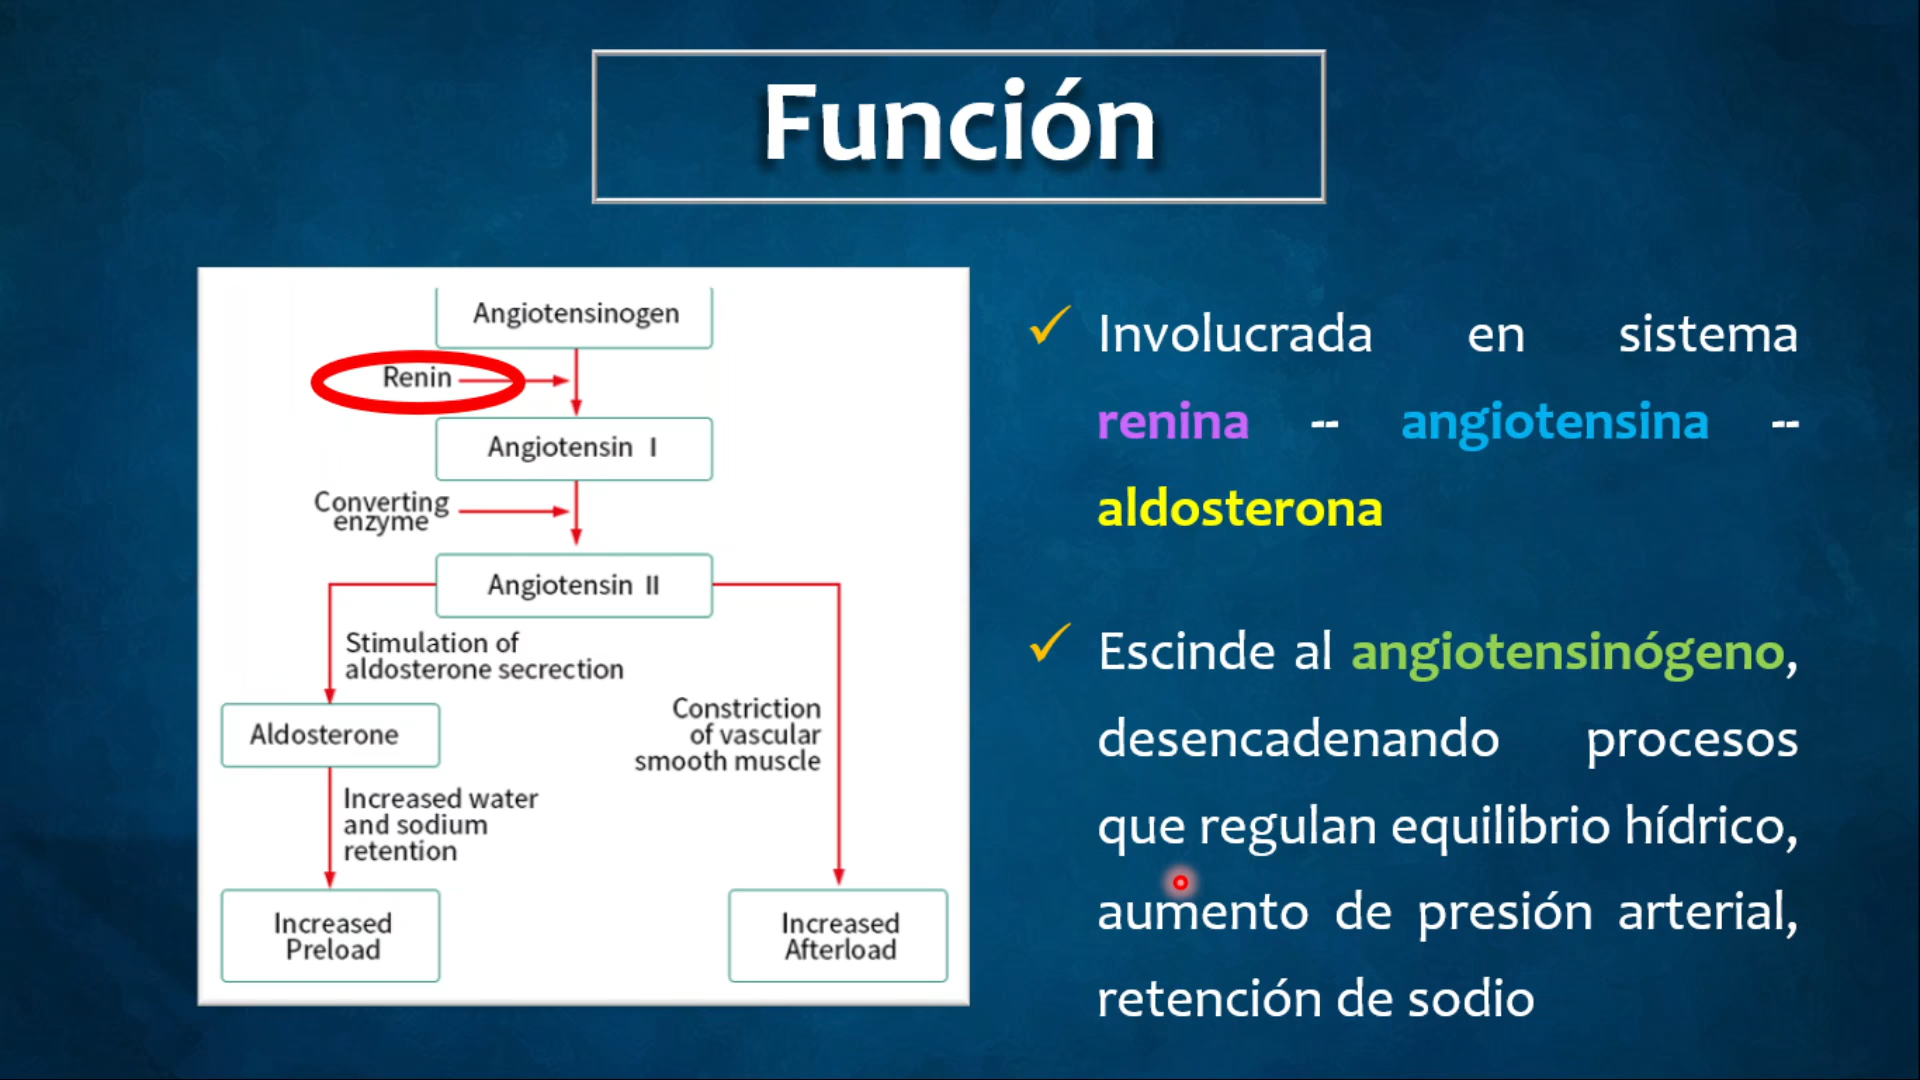 Función
Angiotensinogen
Renin
Angiotensin I
Converting
enzyme
Angiotensin II
Stimulation of
aldosterone secretion
Constriction
of vascular
smooth muscle
Aldosterone
Increased water
and sodium
retention
Increased
Preload
Increased
Afterload
Involucrada en sistema
renina -- angiotensina --
aldosterona
Escinde al angiotensinógeno,
desencadenando procesos
que regulan equilibrio hídrico,
aumento de presión arterial,
retención de sodio